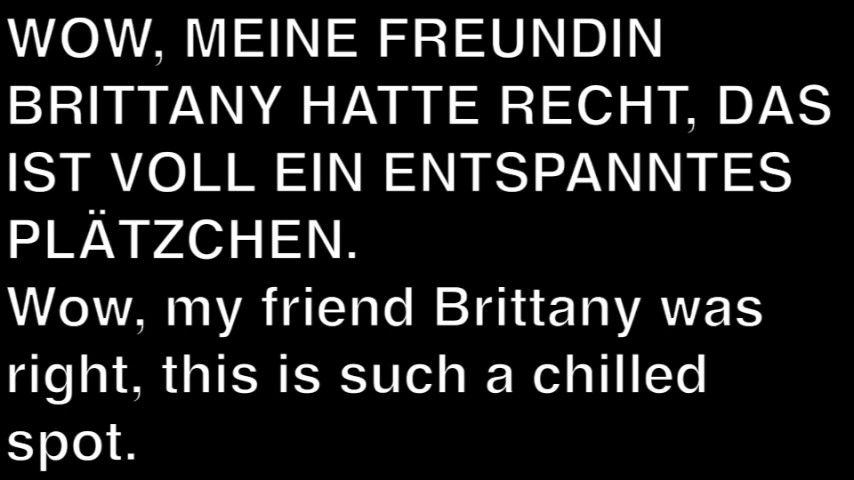 WOW, MEINE FREUNDIN
BRITTANY HATTE RECHT, DAS
IST VOLL EIN ENTSPANNTES
PLÄTZCHEN.
Wow, my friend Brittany was
right, this is such a chilled
spot.